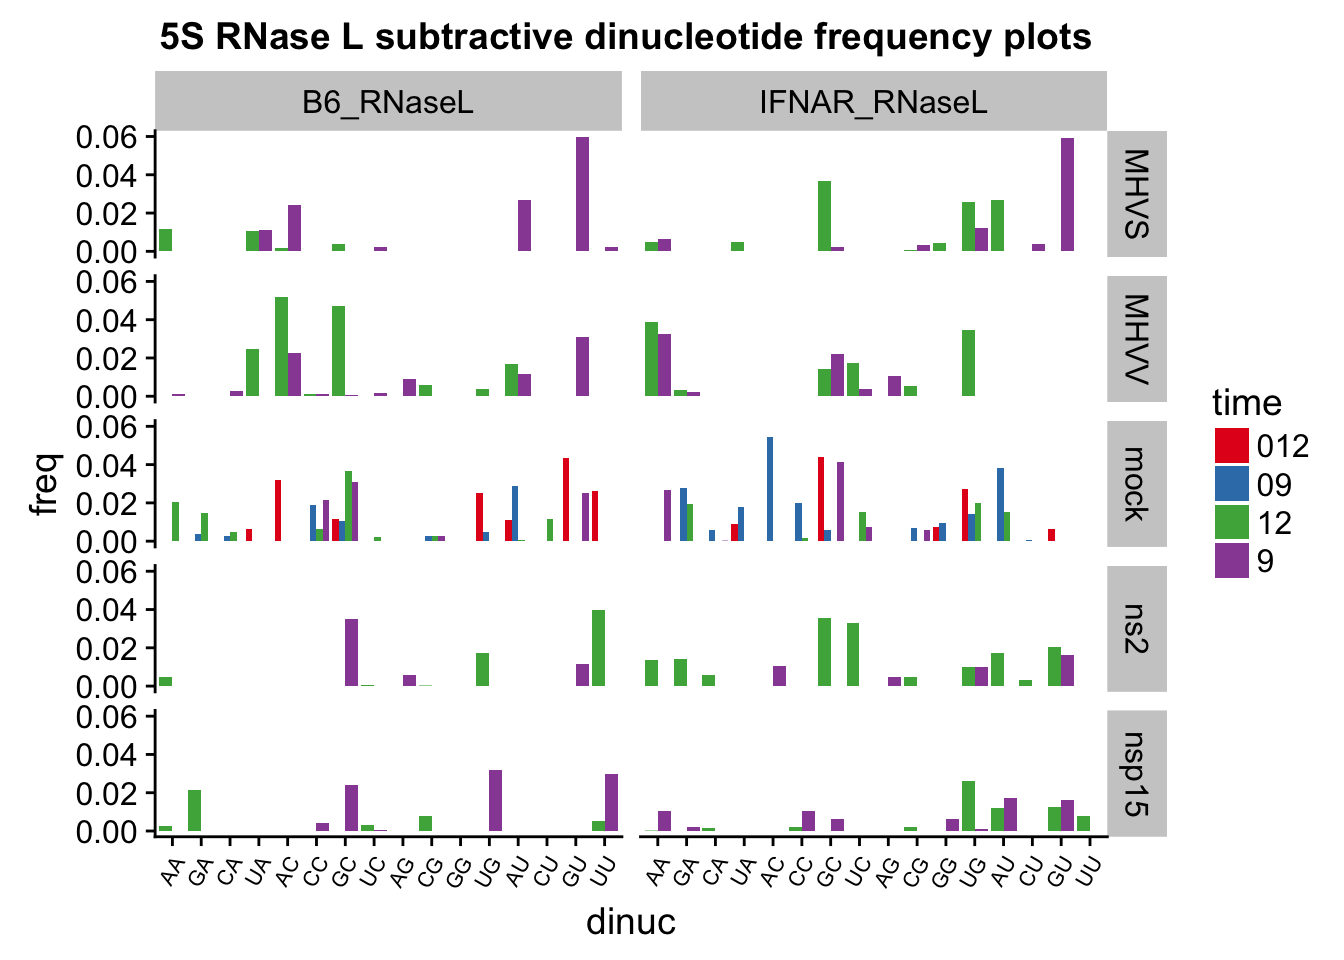 5S RNase L subtractive dinucleotide frequency plots
B6_RNaseL IFNAR_RNaseL
0.06
0.04
0.02
0.00
MHVS
0.06
0.04
0.02
0.00
MHVV
0.06
0.04
0.02
0.00
mock
0.06
0.04
0.02
0.00
ns2
0.06
0.04
0.02
0.00
nsp15
freq
AA GA CA UA AC CC GC UC AG CG GG UG AU CU GU UU AA GA CA UA AC CC GC UC AG CG GG UG AU CU GU UU
dinuc
time
012
09
12
9